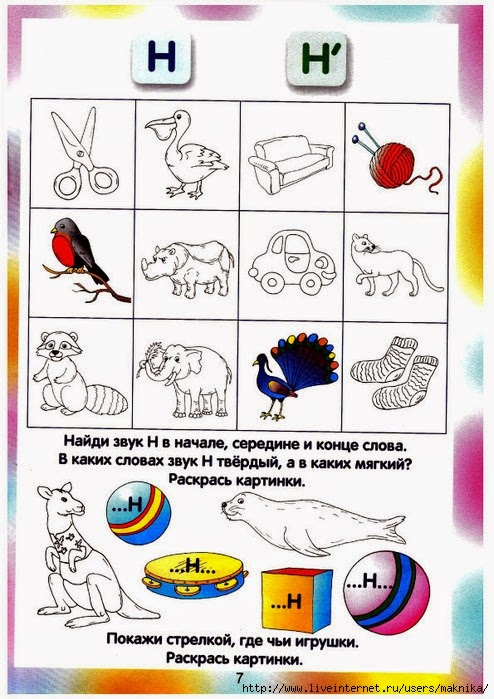 Н
Н′
Найди звук Н в начале, середине и конце слова.
В каких словах звук Н твёрдый, а в каких мягкий?
Раскрась картинки.
...Н
...Н...
...Н
...Н...
Покажи стрелкой, где чьи игрушки.
Раскрась картинки.
7
http://www.liveinternet.ru/users/maknika/